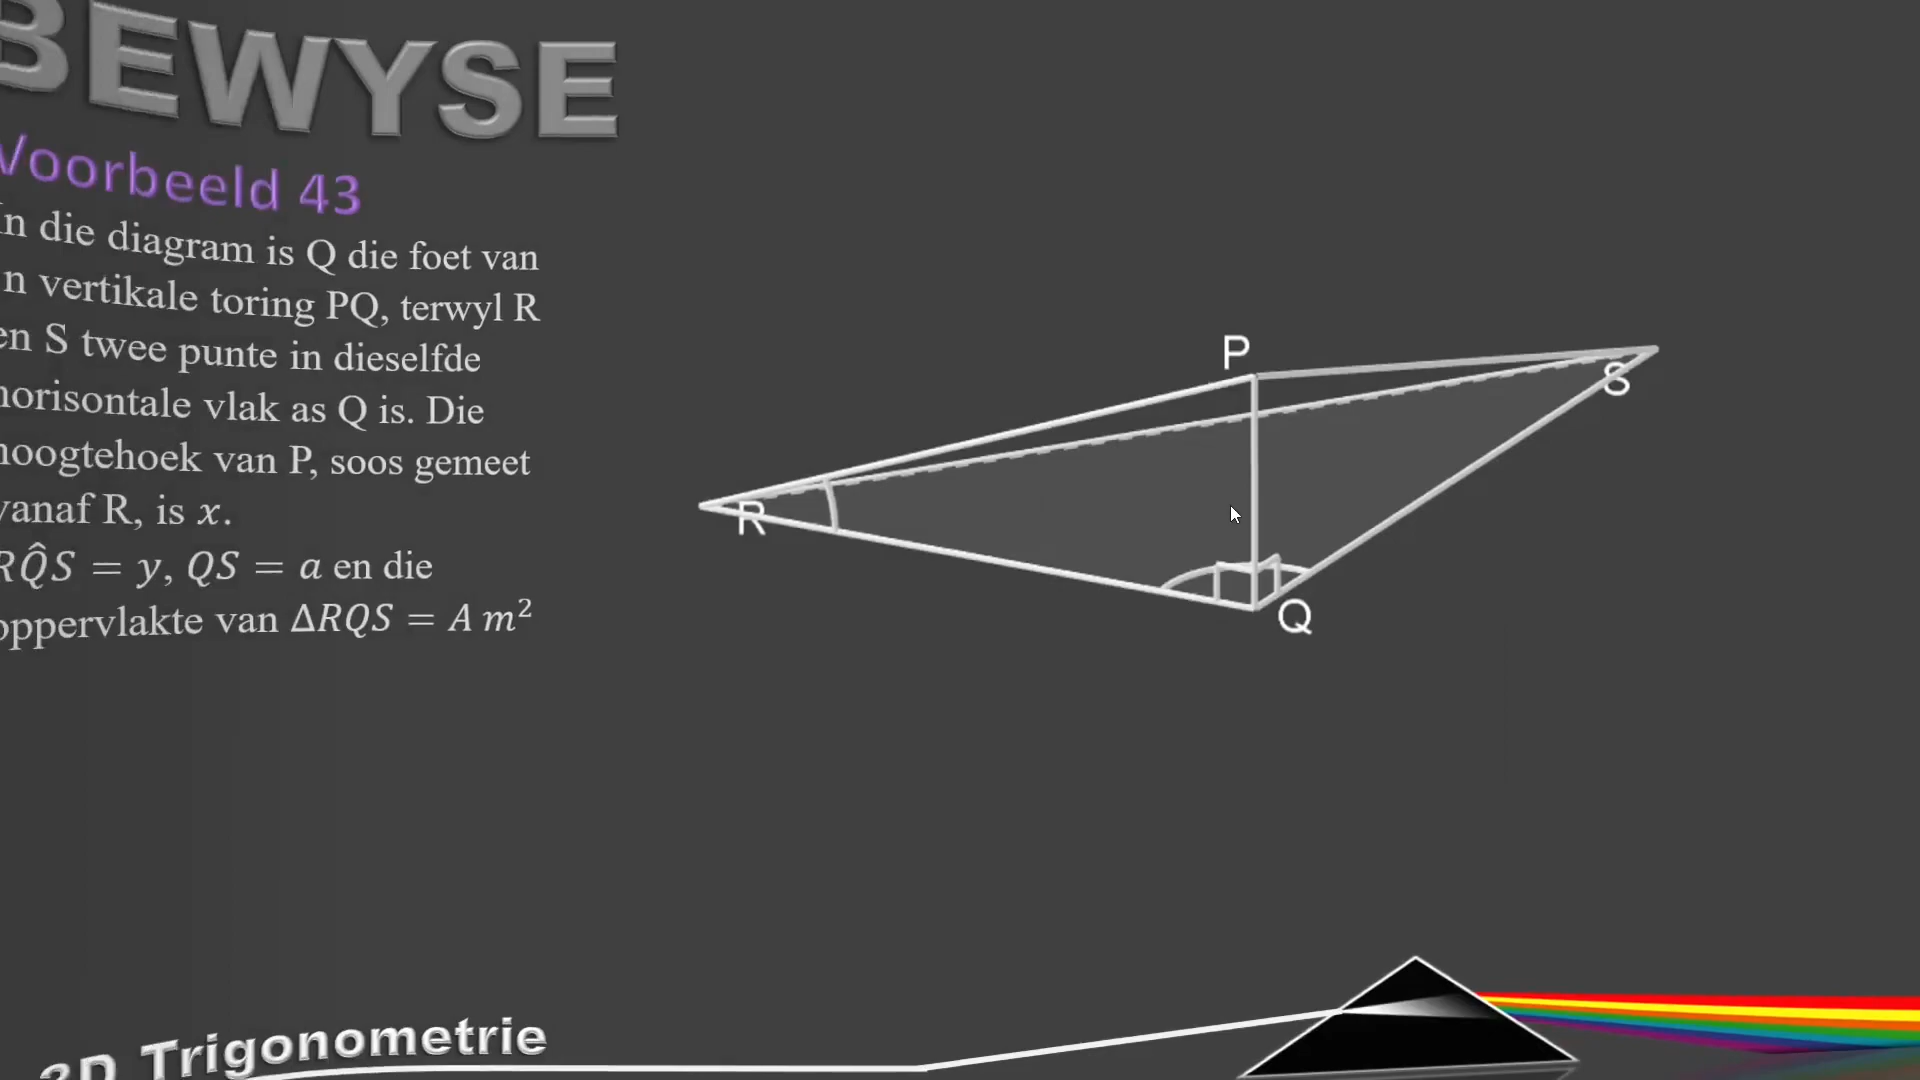 BEWYSE
Voorbeeld 43
In die diagram is Q die foet van
'n vertikale toring PQ, terwyl R
en S twee punte in dieselfde
horisontale vlak as Q is. Die
hoogtehoek van P, soos gemeet
vanaf R, is x.
RQ̂S = y, QS = a en die
oppervlakte van ΔRQS = A m²
P
S
R
Q
3D Trigonometrie